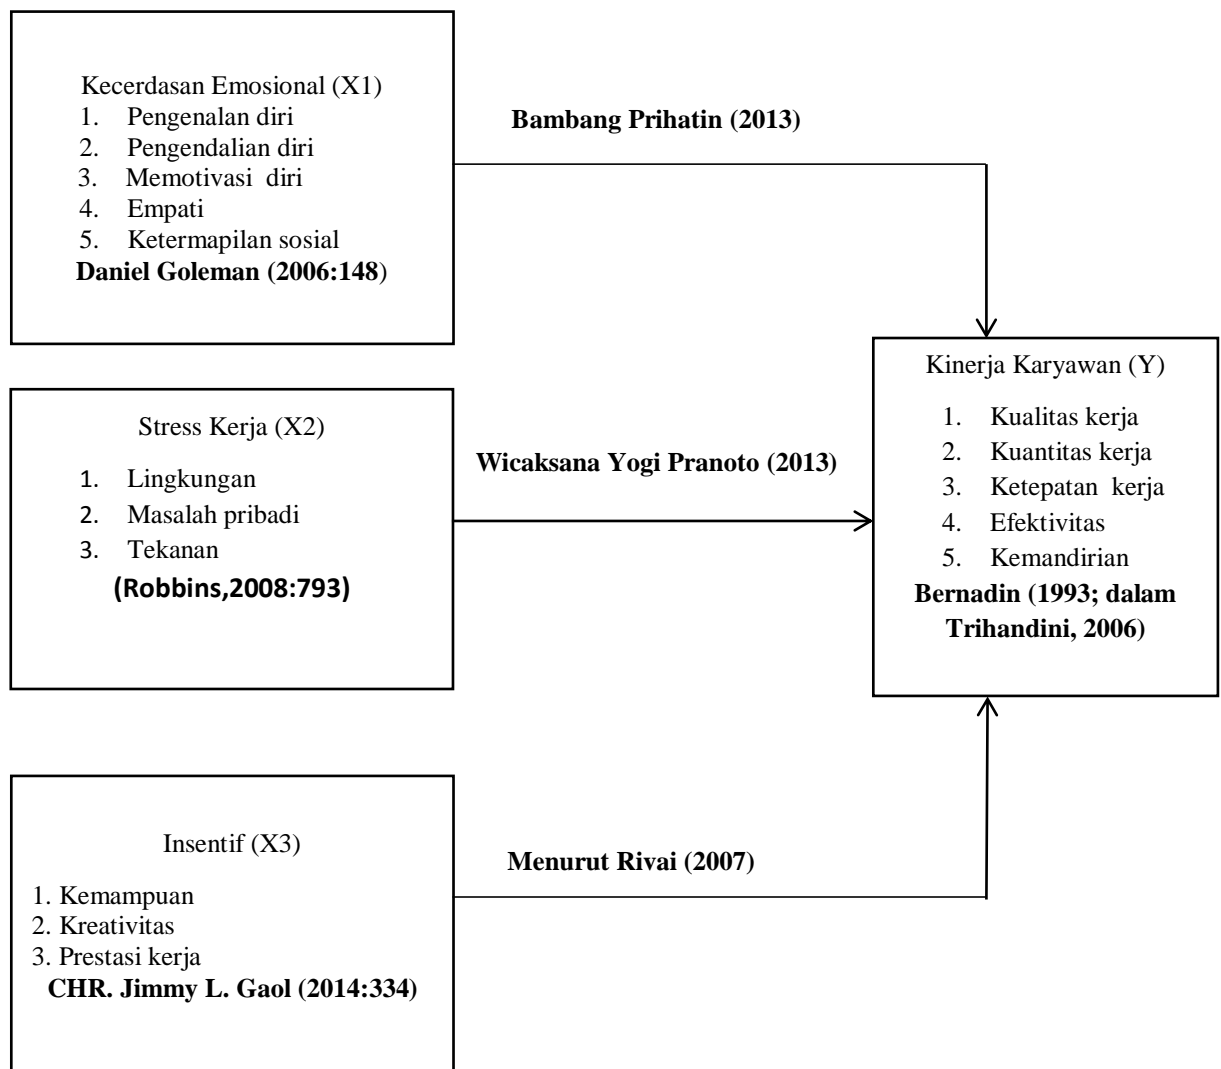 Kecerdasan Emosional (X1)
1. Pengenalan diri
2. Pengendalian diri
3. Memotivasi diri
4. Empati
5. Ketermapilan sosial
Daniel Goleman (2006:148)
Bambang Prihatin (2013)
Stress Kerja (X2)
1. Lingkungan
2. Masalah pribadi
3. Tekanan
(Robbins,2008:793)
Wicaksana Yogi Pranoto (2013)
Kinerja Karyawan (Y)
1. Kualitas kerja
2. Kuantitas kerja
3. Ketepatan kerja
4. Efektivitas
5. Kemandirian
Bernadin (1993; dalam
Trihandini, 2006)
Insentif (X3)
1. Kemampuan
2. Kreativitas
3. Prestasi kerja
CHR. Jimmy L. Gaol (2014:334)
Menurut Rivai (2007)